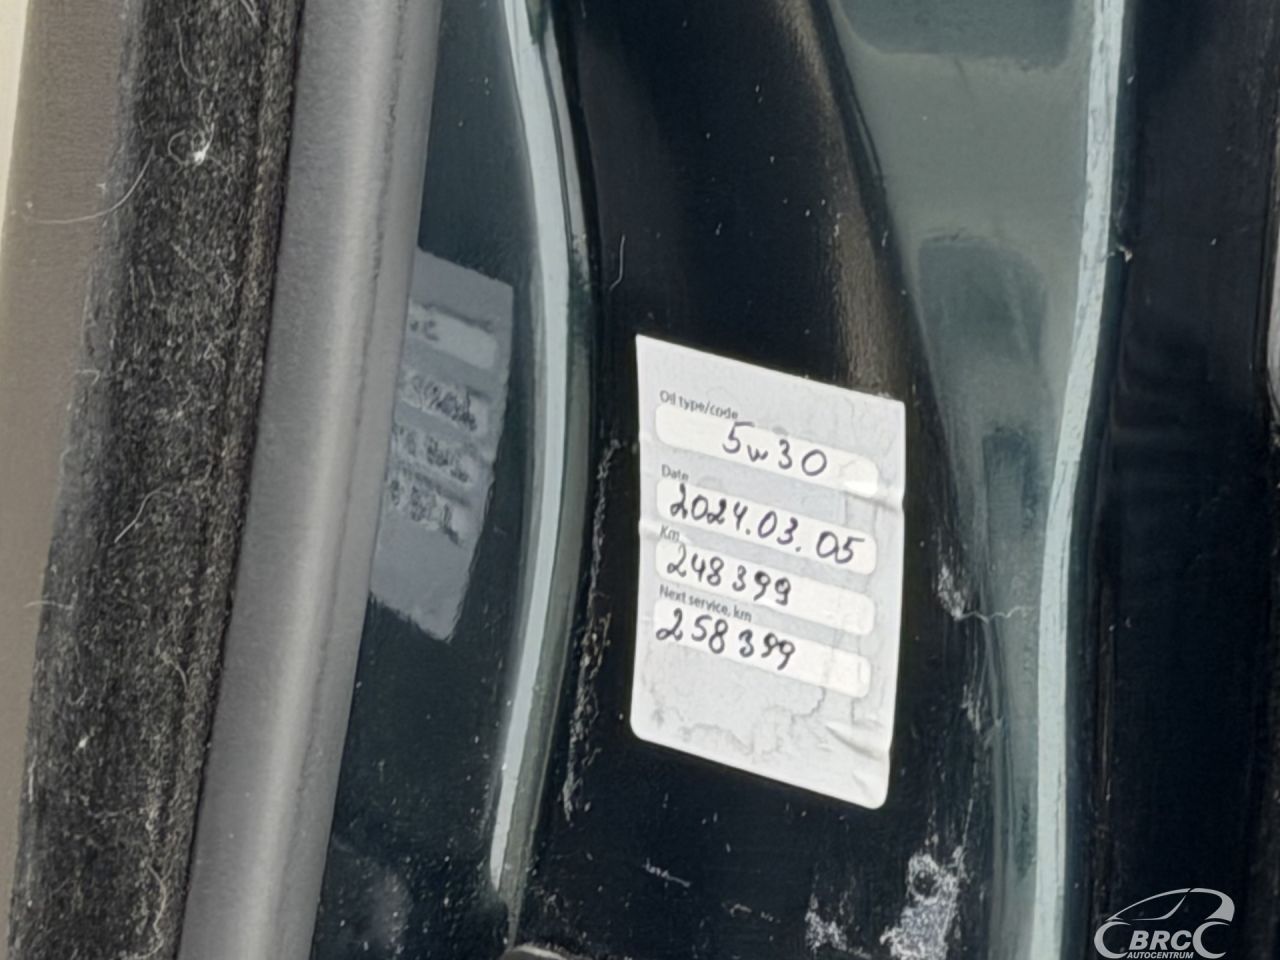 Oil type/code
5w30
Date
2024.03.05
Km
248399
Next service, km
258399
BRC
AUTOCENTRUM